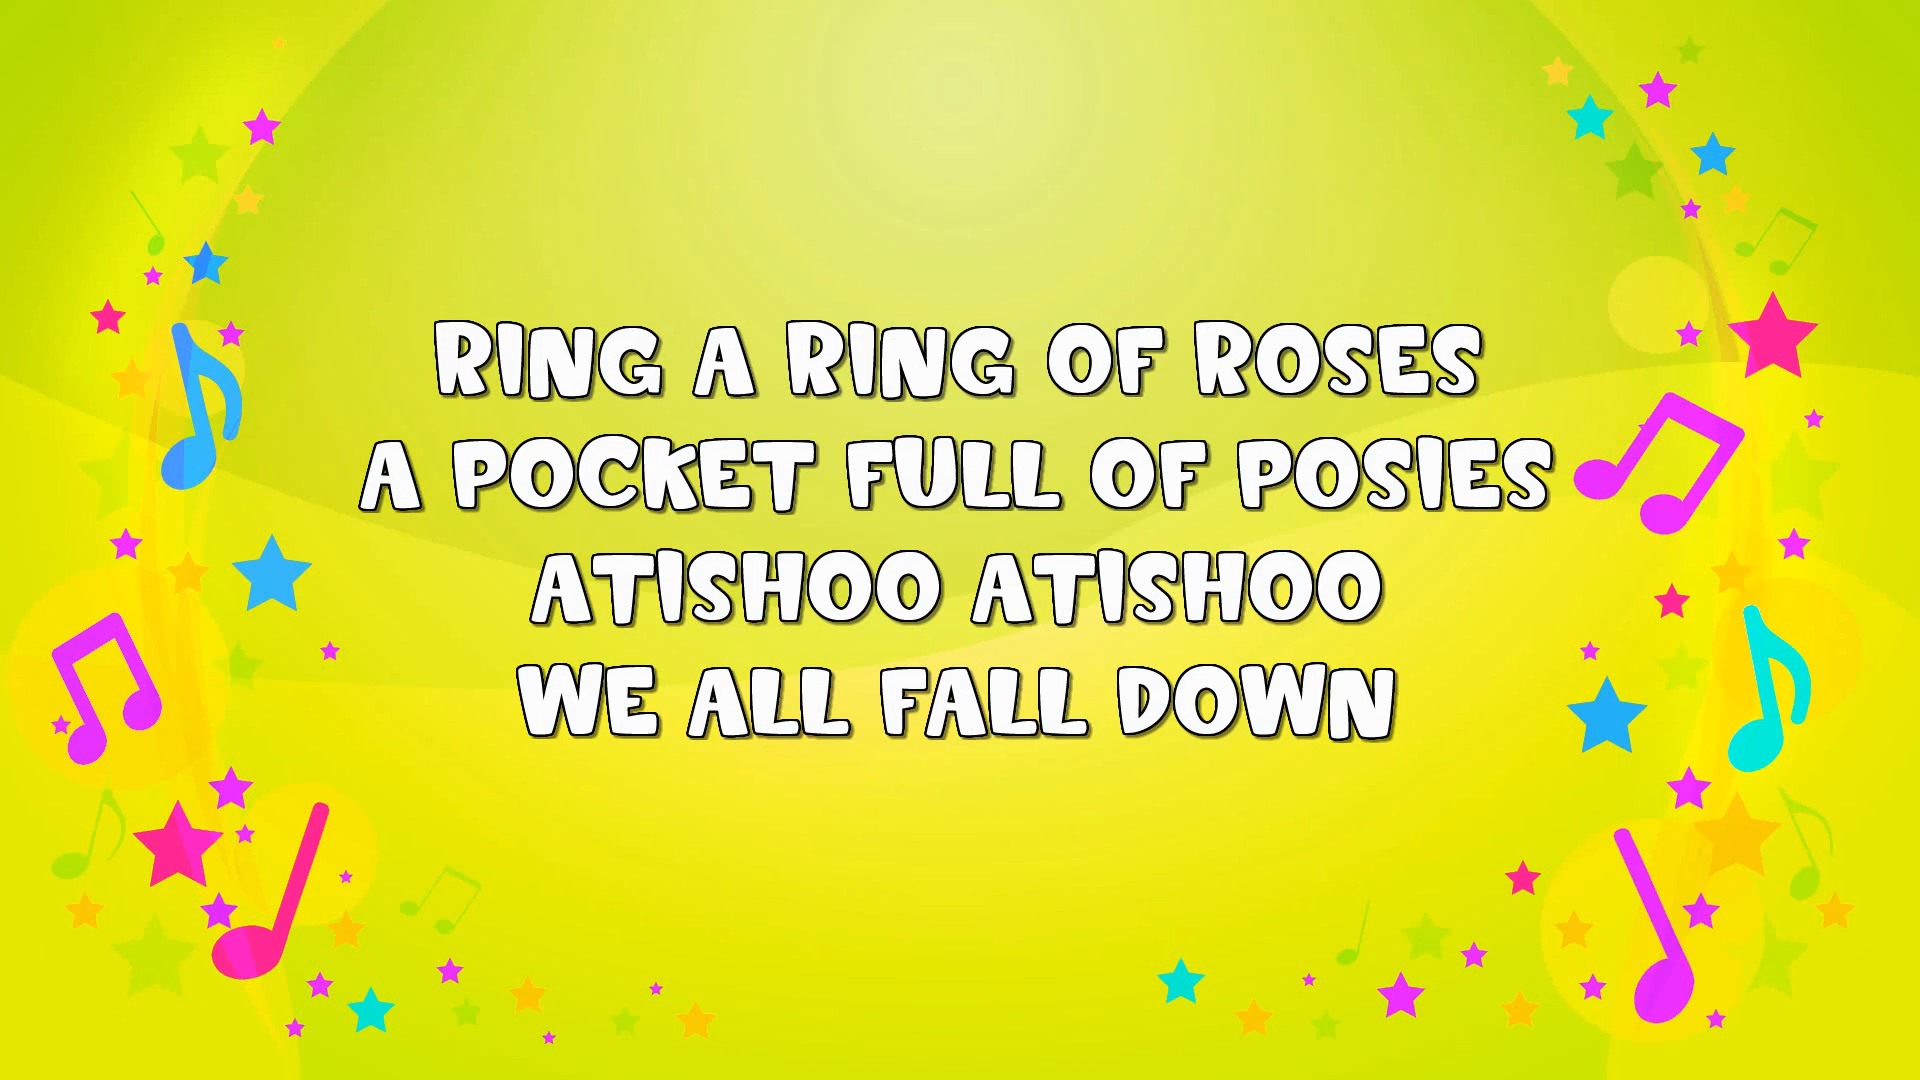 RING A RING OF ROSES
A POCKET FULL OF POSIES
ATISHOO ATISHOO
WE ALL FALL DOWN